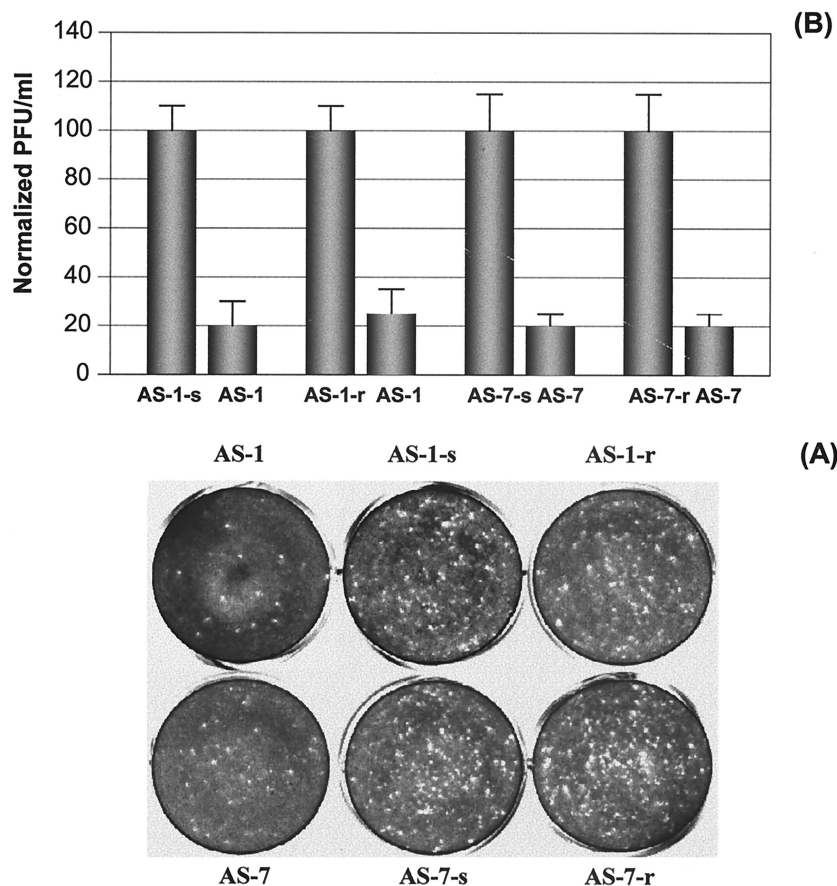 (B)
Normalized PFU/ml
140
120
100
80
60
40
20
0
AS-1-s AS-1 AS-1-r AS-1 AS-7-s AS-7 AS-7-r AS-7
(A)
AS-1 AS-1-s AS-1-r
AS-7 AS-7-s AS-7-r